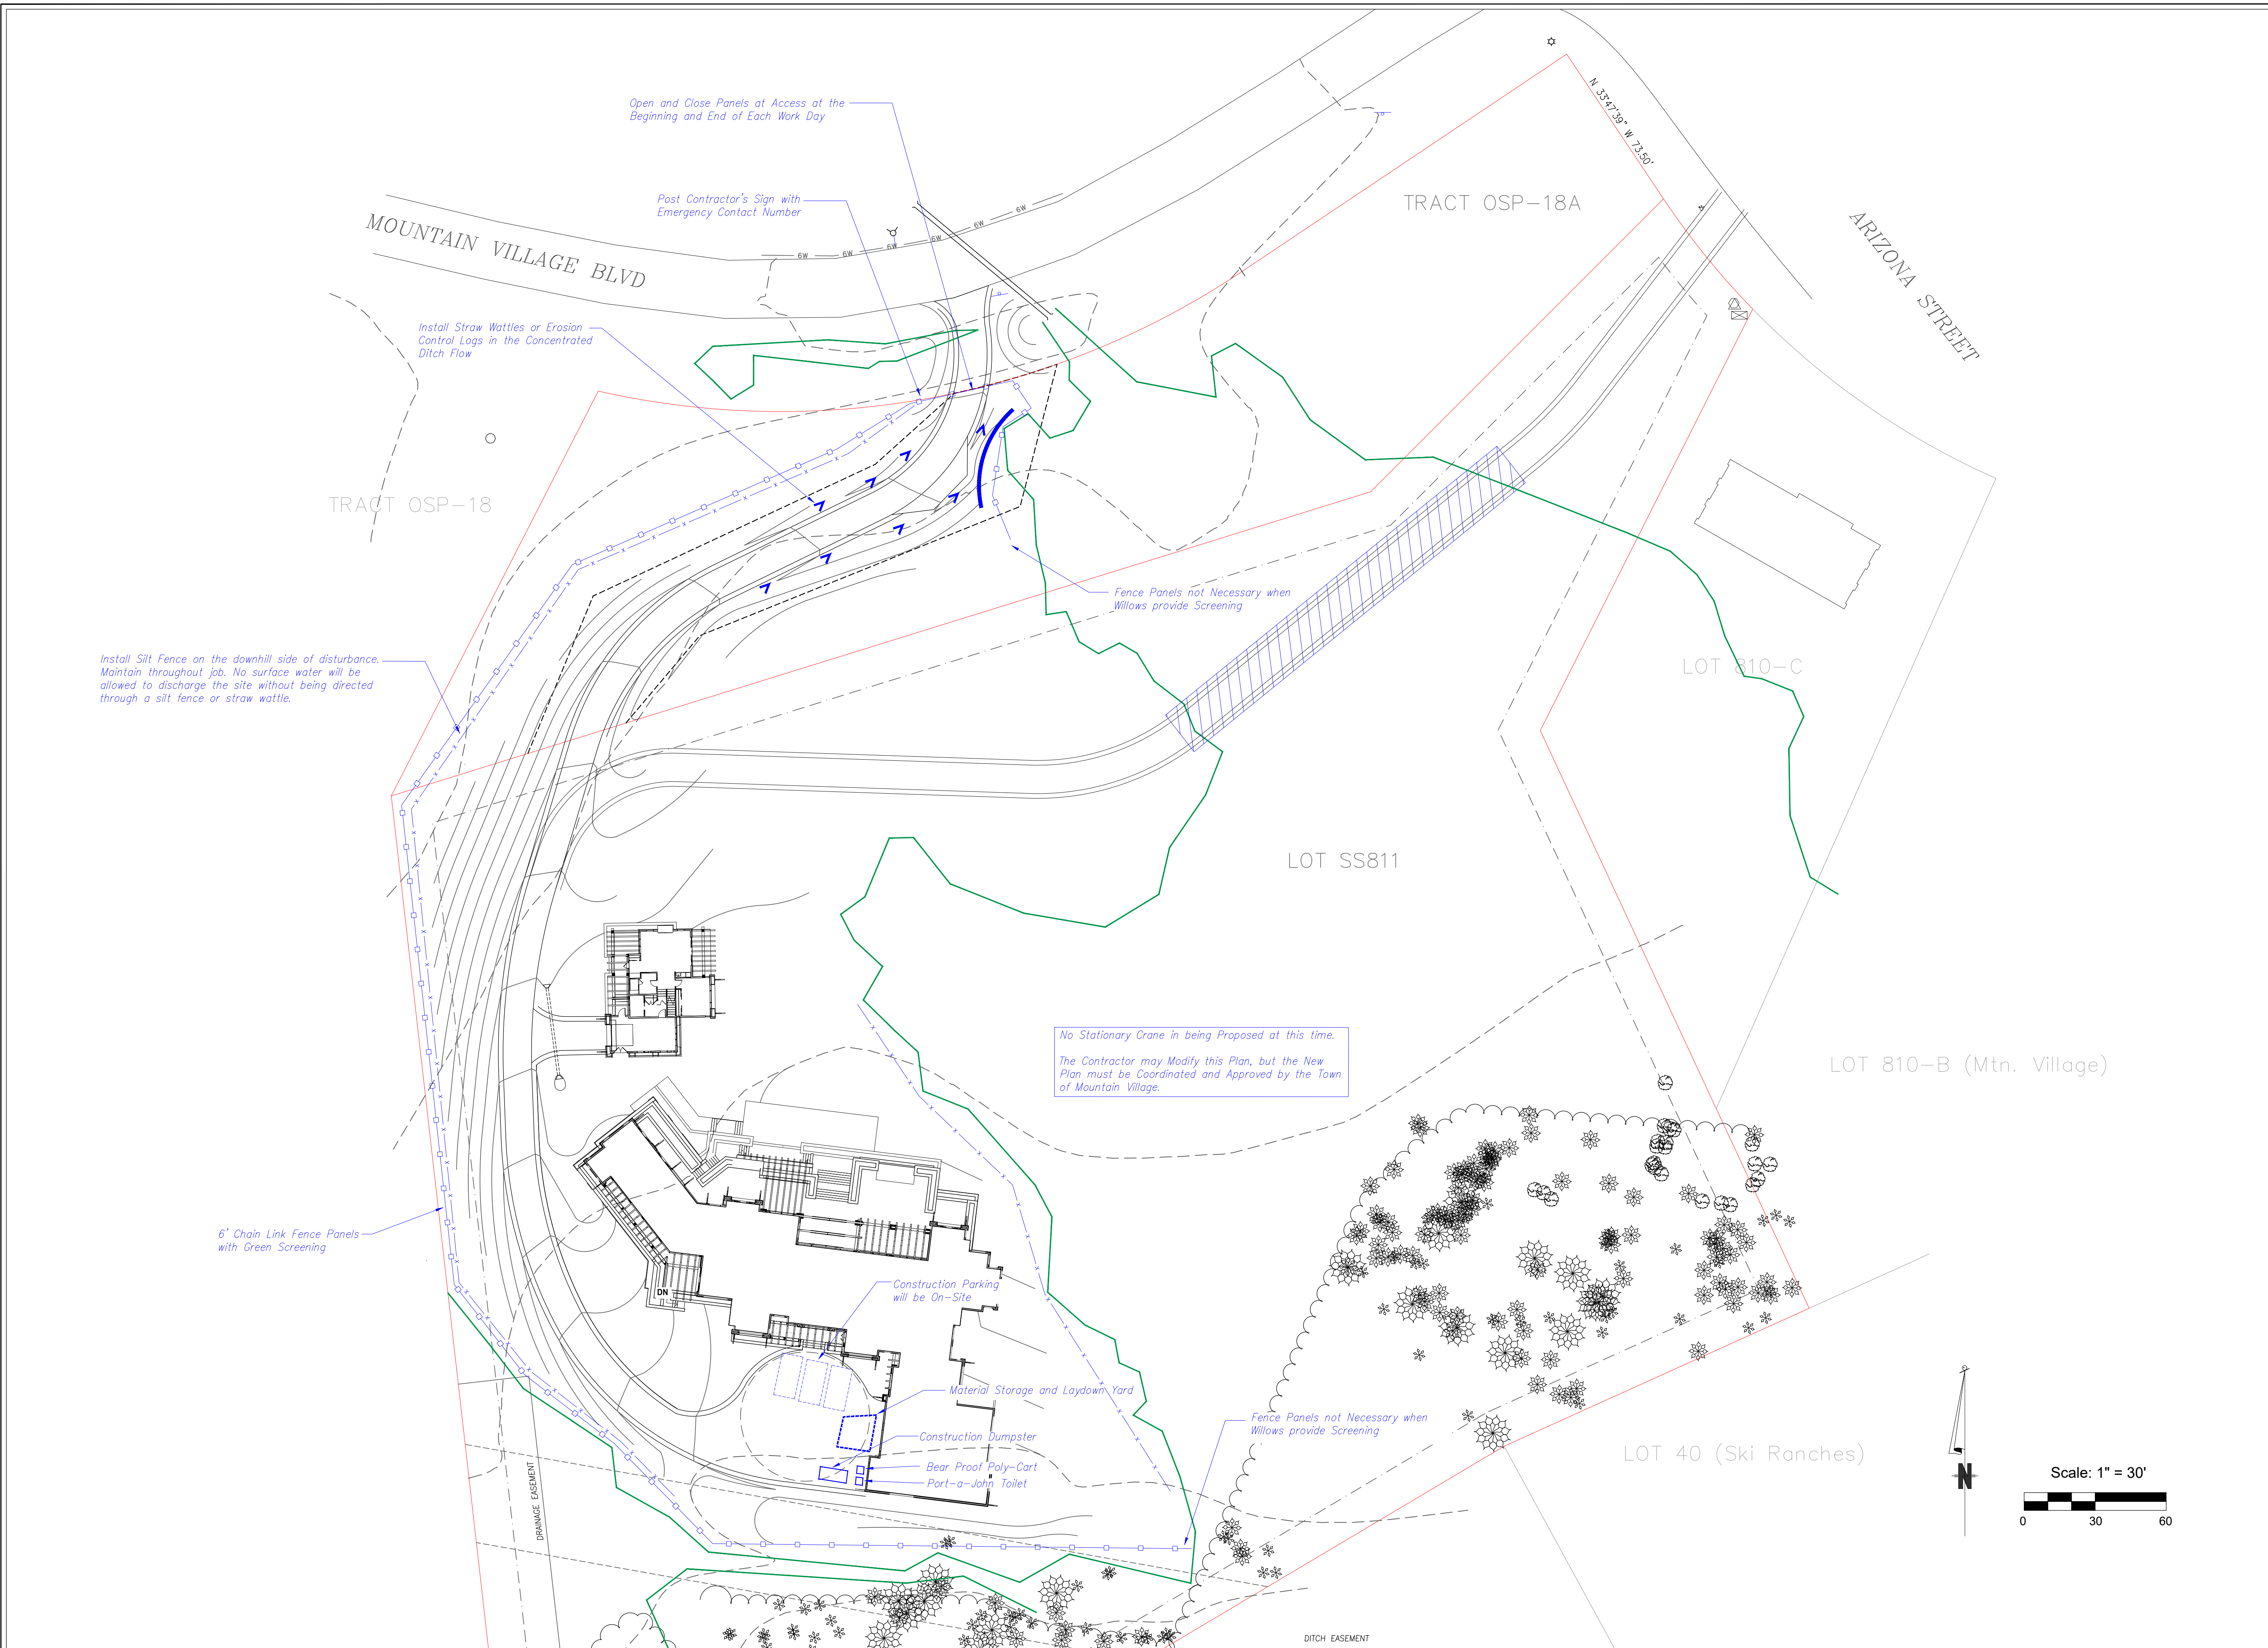 Open and Close Panels at Access at the
Beginning and End of Each Work Day
N 33°47'39" W 73.50'
Post Contractor's Sign with
Emergency Contact Number
TRACT OSP-18A
MOUNTAIN VILLAGE BLVD
6W 6W 6W 6W 6W 6W
ARIZONA STREET
Install Straw Wattles or Erosion
Control Logs in the Concentrated
Ditch Flow
TRACT OSP-18
Fence Panels not Necessary when
Willows provide Screening
Install Silt Fence on the downhill side of disturbance.
Maintain throughout job. No surface water will be
allowed to discharge the site without being directed
through a silt fence or straw wattle.
LOT 810-C
LOT SS811
No Stationary Crane in being Proposed at this time.
The Contractor may Modify this Plan, but the New
Plan must be Coordinated and Approved by the Town
of Mountain Village.
LOT 810-B (Mtn. Village)
6' Chain Link Fence Panels
with Green Screening
DN
Construction Parking
will be On-Site
Material Storage and Laydown Yard
Fence Panels not Necessary when
Willows provide Screening
Construction Dumpster
Bear Proof Poly-Cart
Port-a-John Toilet
LOT 40 (Ski Ranches)
N
Scale: 1" = 30'
0 30 60
DRAINAGE EASEMENT
DITCH EASEMENT